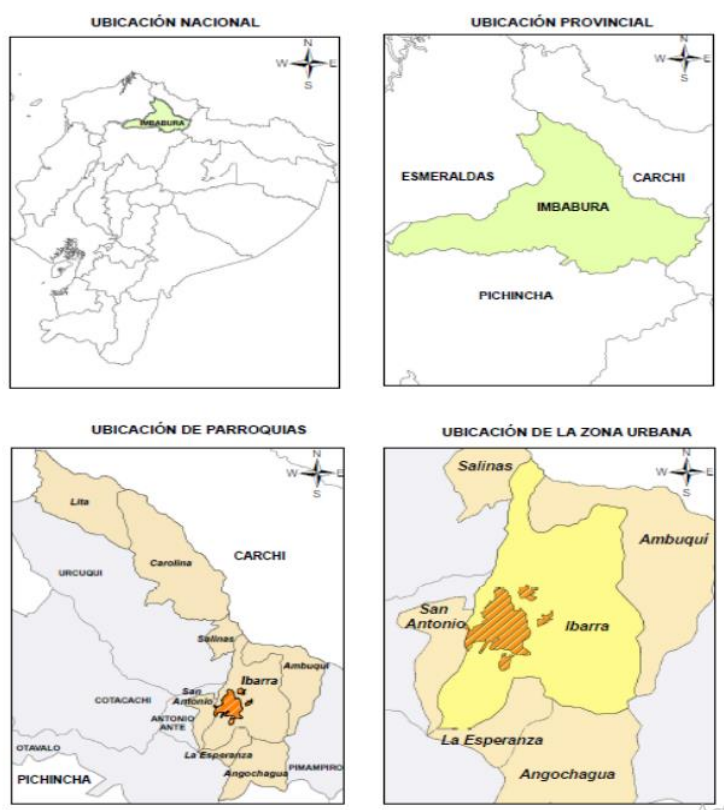 UBICACIÓN NACIONAL
N
W E
S
IMBABURA
UBICACIÓN PROVINCIAL
N
W E
S
ESMERALDAS
CARCHI
IMBABURA
PICHINCHA
UBICACIÓN DE PARROQUIAS
N
W E
S
Lita
Carolina
CARCHI
URCUQUI
Salinas
Ambuquí
Ibarra
San
Antonio
COTACACHI
ANTONIO
ANTE
OTAVALO
La Esperanza
PIMAMPIRO
Angochagua
PICHINCHA
UBICACIÓN DE LA ZONA URBANA
N
W E
S
Salinas
Ambuquí
San
Antonio
Ibarra
La Esperanza
Angochagua